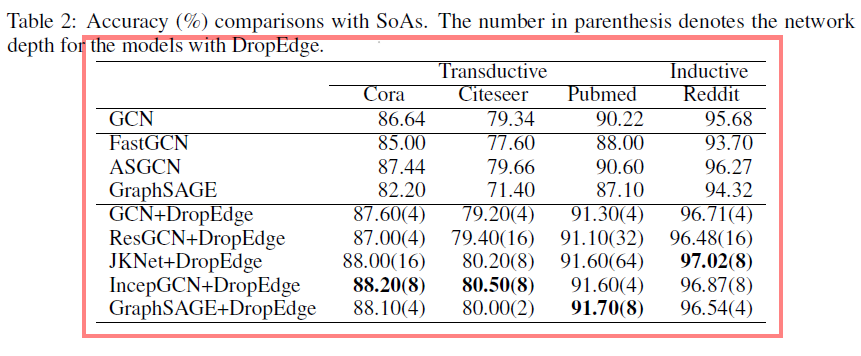 Table 2: Accuracy (%) comparisons with SoAs. The number in parenthesis denotes the network
depth for the models with DropEdge.
Transductive Inductive
Cora Citeseer Pubmed Reddit
GCN 86.64 79.34 90.22 95.68
FastGCN 85.00 77.60 88.00 93.70
ASGCN 87.44 79.66 90.60 96.27
GraphSAGE 82.20 71.40 87.10 94.32
GCN+DropEdge 87.60(4) 79.20(4) 91.30(4) 96.71(4)
ResGCN+DropEdge 87.00(4) 79.40(16) 91.10(32) 96.48(16)
JKNet+DropEdge 88.00(16) 80.20(8) 91.60(64) 97.02(8)
IncepGCN+DropEdge 88.20(8) 80.50(8) 91.60(4) 96.87(8)
GraphSAGE+DropEdge 88.10(4) 80.00(2) 91.70(8) 96.54(4)